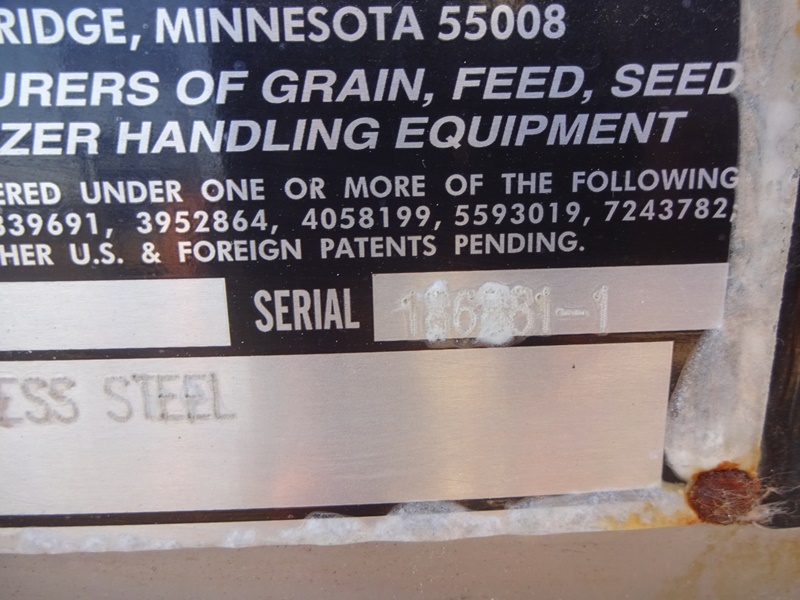 RIDGE, MINNESOTA 55008
URERS OF GRAIN, FEED, SEED
ZER HANDLING EQUIPMENT
ERED UNDER ONE OR MORE OF THE FOLLOWING
839691, 3952864, 4058199, 5593019, 7243782,
HER U.S. & FOREIGN PATENTS PENDING.
SERIAL
ESS STEEL